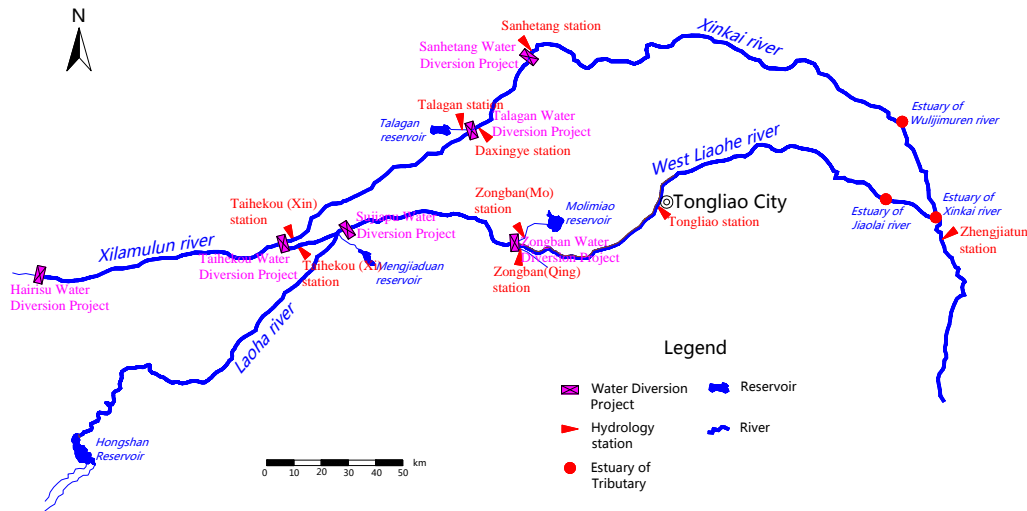 N
Sanhetang station
Xinkai river
Sanhetang Water
Diversion Project
Talagan station
Talagan Water
Diversion Project
Talagan
reservoir
Daxingye station
Estuary of
Wulijimuren river
West Liaohe river
Zongban(Mo)
station
Molimiao
reservoir
Tongliao City
Tongliao station
Estuary of
Jiaolai river
Estuary of
Xinkai river
Zhengjiatun
station
Taihekou (Xin)
station
Sujiapu Water
Diversion Project
Xilamulun river
Taihekou Water
Diversion Project
Taihekou (Xi)
station
Mengjiaduan
reservoir
Zongban Water
Diversion Project
Zongban(Qing)
station
Hairisu Water
Diversion Project
Laoha river
Hongshan
Reservoir
0 10 20 30 40 50 km
Legend
Water Diversion
Project
Reservoir
Hydrology
station
River
Estuary of
Tributary